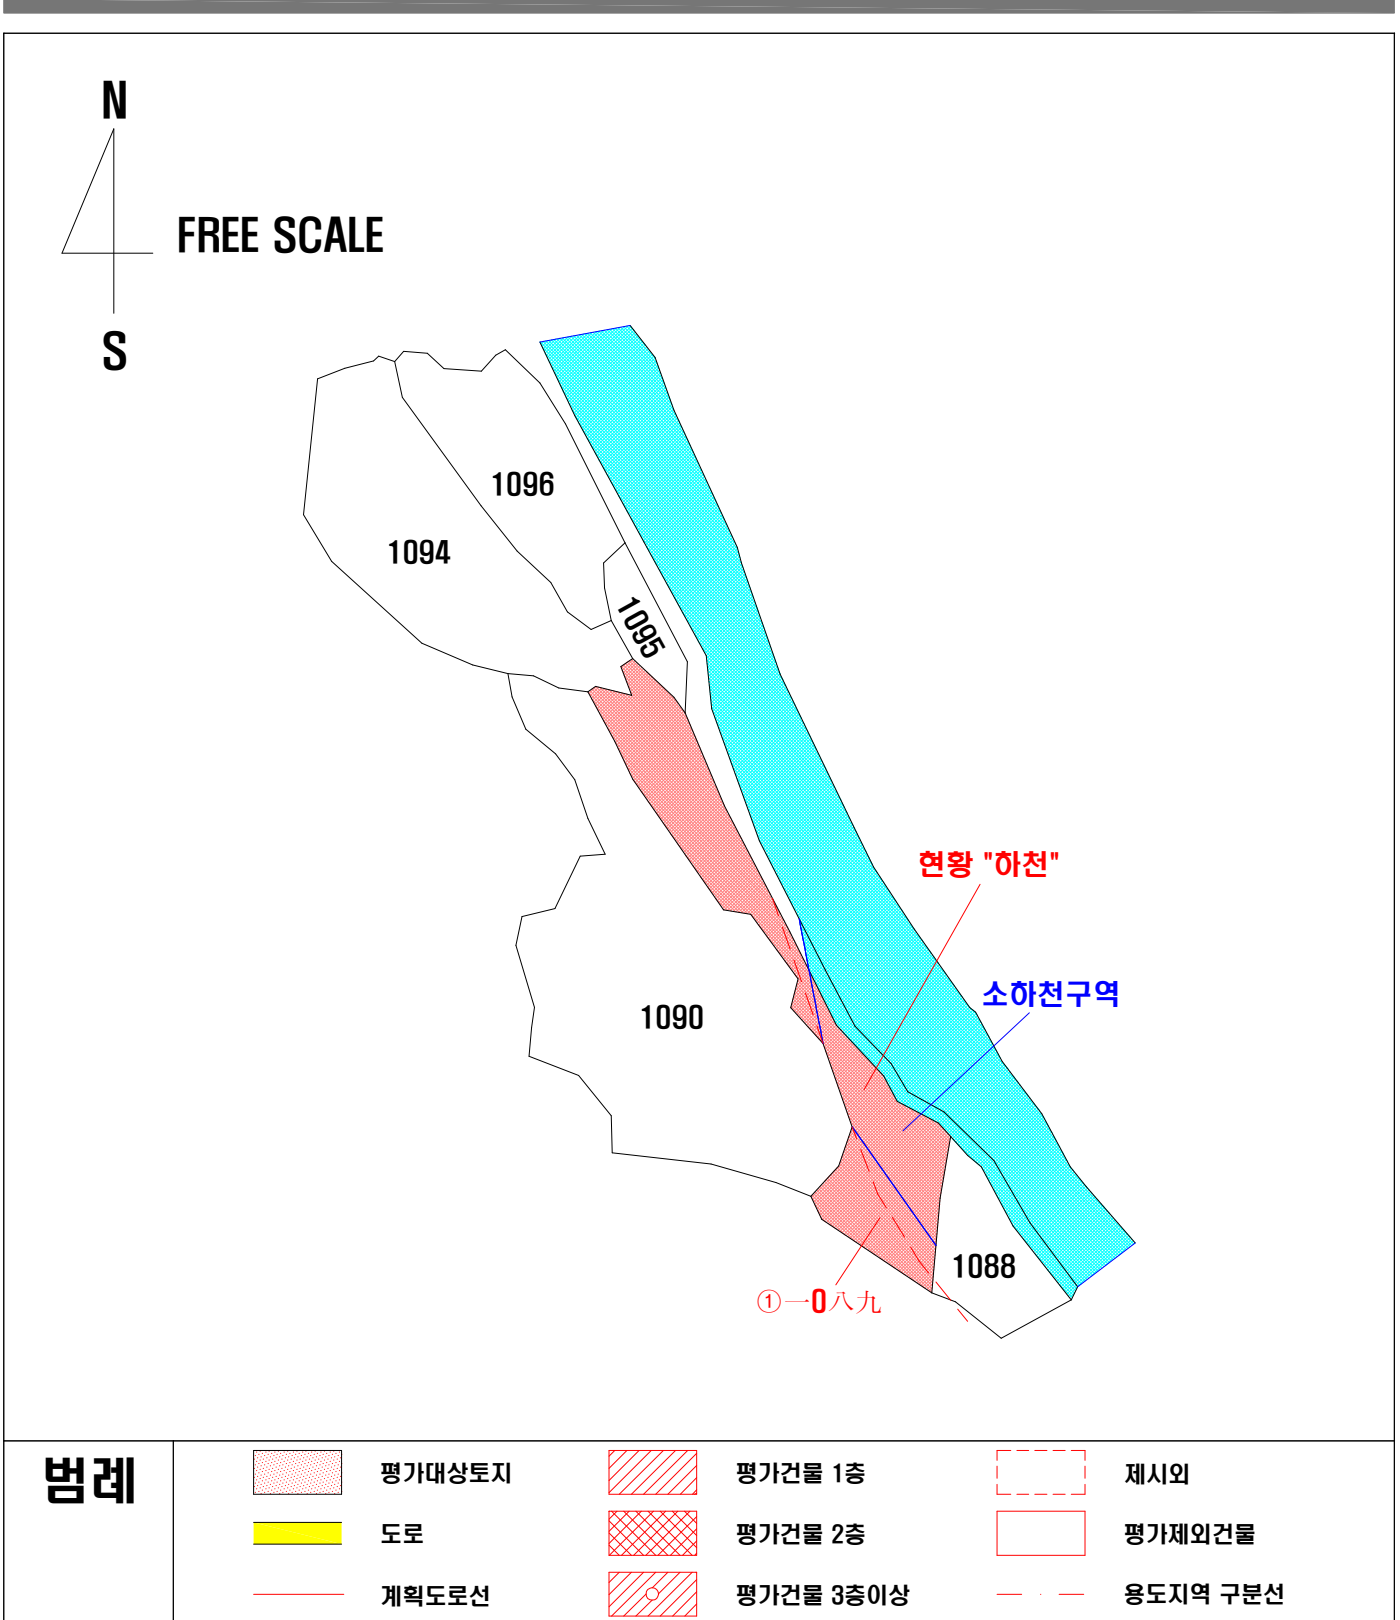 N
FREE SCALE
S
1096
1094
1095
현황 "하천"
소하천구역
1090
1088
①一0八九
범례
평가대상토지
평가건물 1층
제시외
도로
평가건물 2층
평가제외건물
계획도로선
평가건물 3층이상
용도지역 구분선